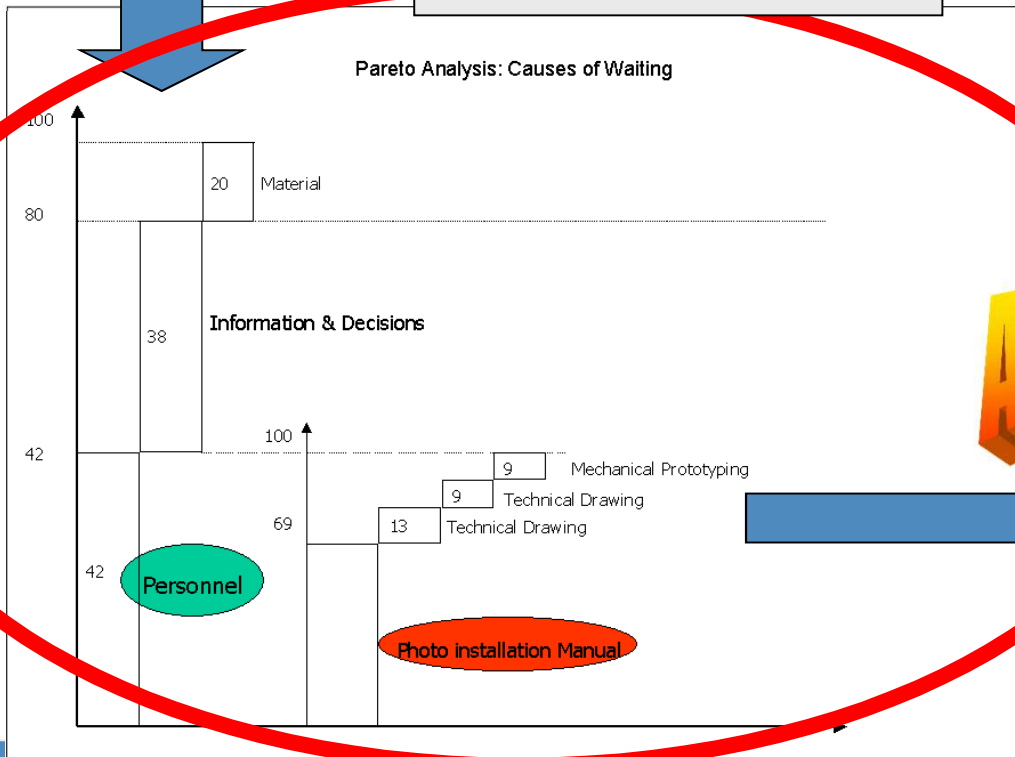 Pareto Analysis: Causes of Waiting
100
20 Material
80
38
Information & Decisions
42
100
9 Mechanical Prototyping
9 Technical Drawing
69
13 Technical Drawing
42
Personnel
Photo installation Manual